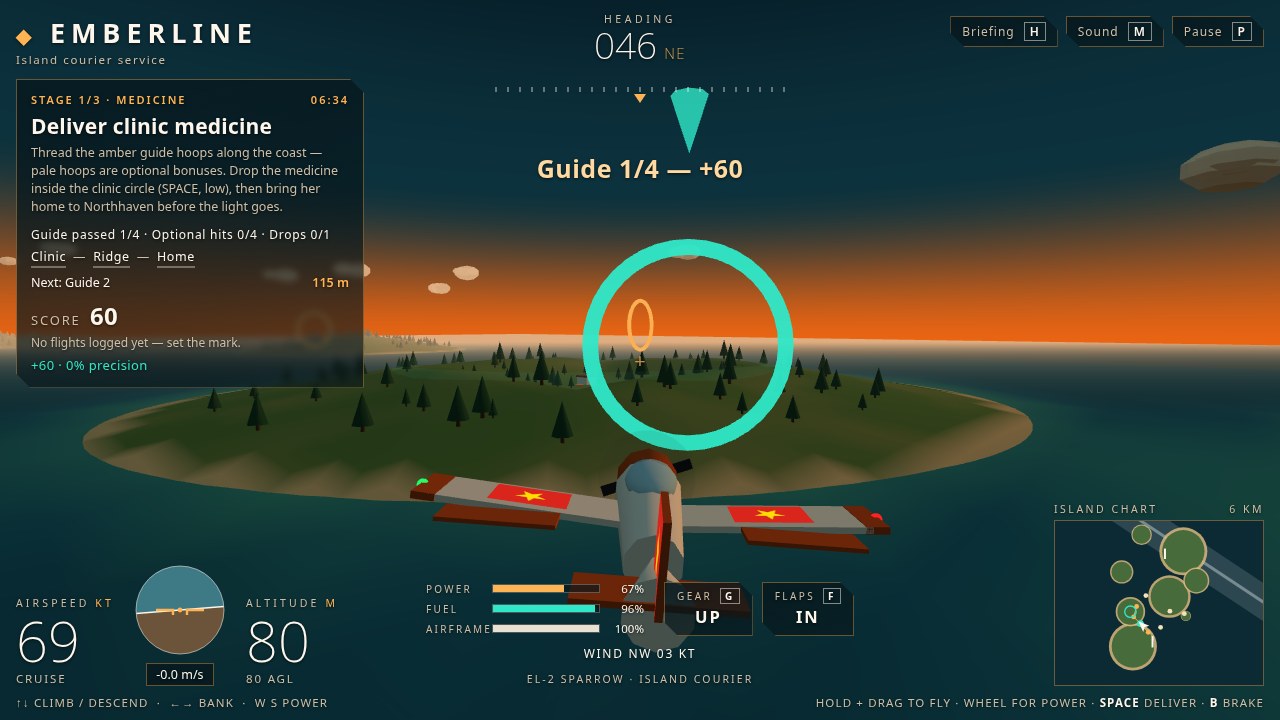 ◆ EMBERLINE
Island courier service
HEADING
046 NE
Briefing H
Sound M
Pause P
STAGE 1/3 · MEDICINE 06:34
Deliver clinic medicine
Thread the amber guide hoops along the coast —
pale hoops are optional bonuses. Drop the medicine
inside the clinic circle (SPACE, low), then bring her
home to Northhaven before the light goes.
Guide passed 1/4 · Optional hits 0/4 · Drops 0/1
Clinic — Ridge — Home
Next: Guide 2 115 m
SCORE 60
No flights logged yet — set the mark.
+60 · 0% precision
Guide 1/4 — +60
AIRSPEED KT
69
CRUISE
-0.0 m/s
ALTITUDE M
80
80 AGL
POWER 67%
FUEL 96%
AIRFRAME 100%
GEAR G
UP
FLAPS F
IN
WIND NW 03 KT
EL-2 SPARROW · ISLAND COURIER
ISLAND CHART 6 KM
↑↓ CLIMB / DESCEND · ←→ BANK · W S POWER
HOLD + DRAG TO FLY · WHEEL FOR POWER · SPACE DELIVER · B BRAKE